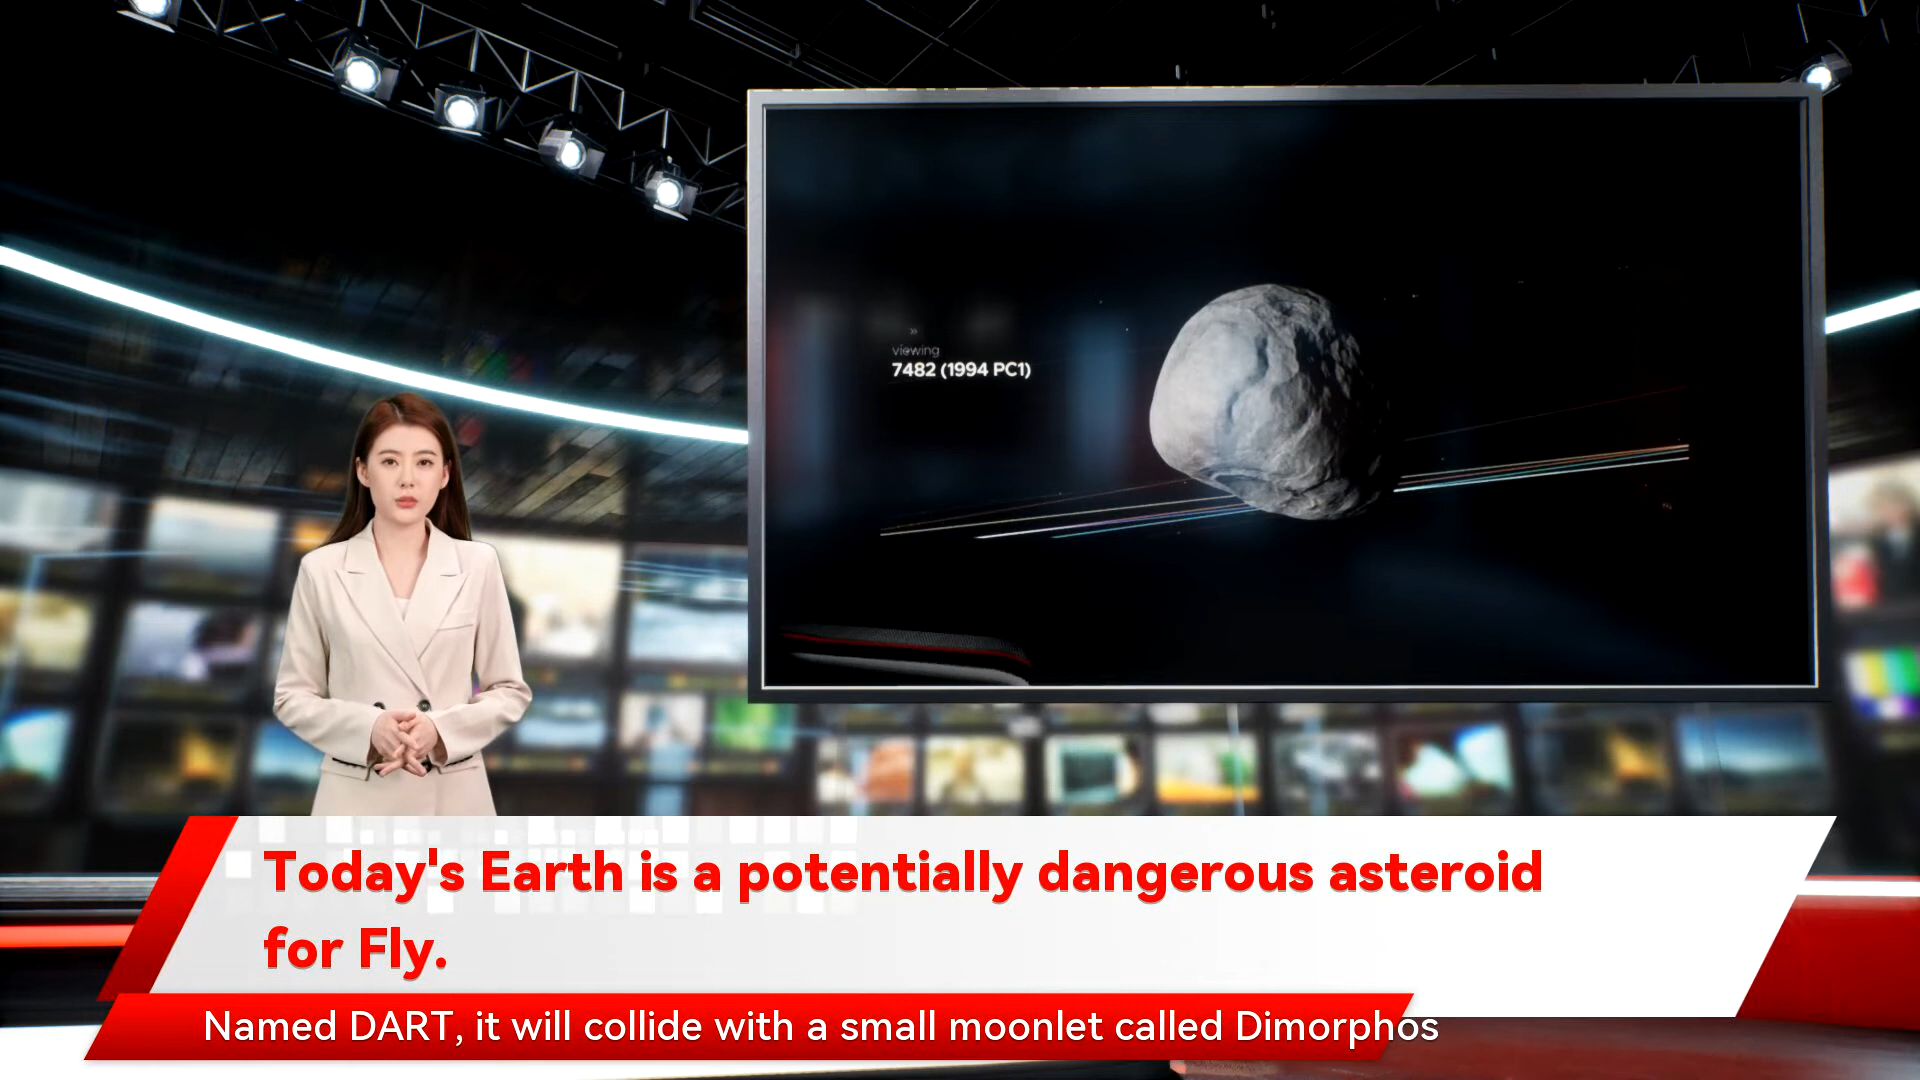 viewing
7482 (1994 PC1)
Today's Earth is a potentially dangerous asteroid
for Fly.
Named DART, it will collide with a small moonlet called Dimorphos